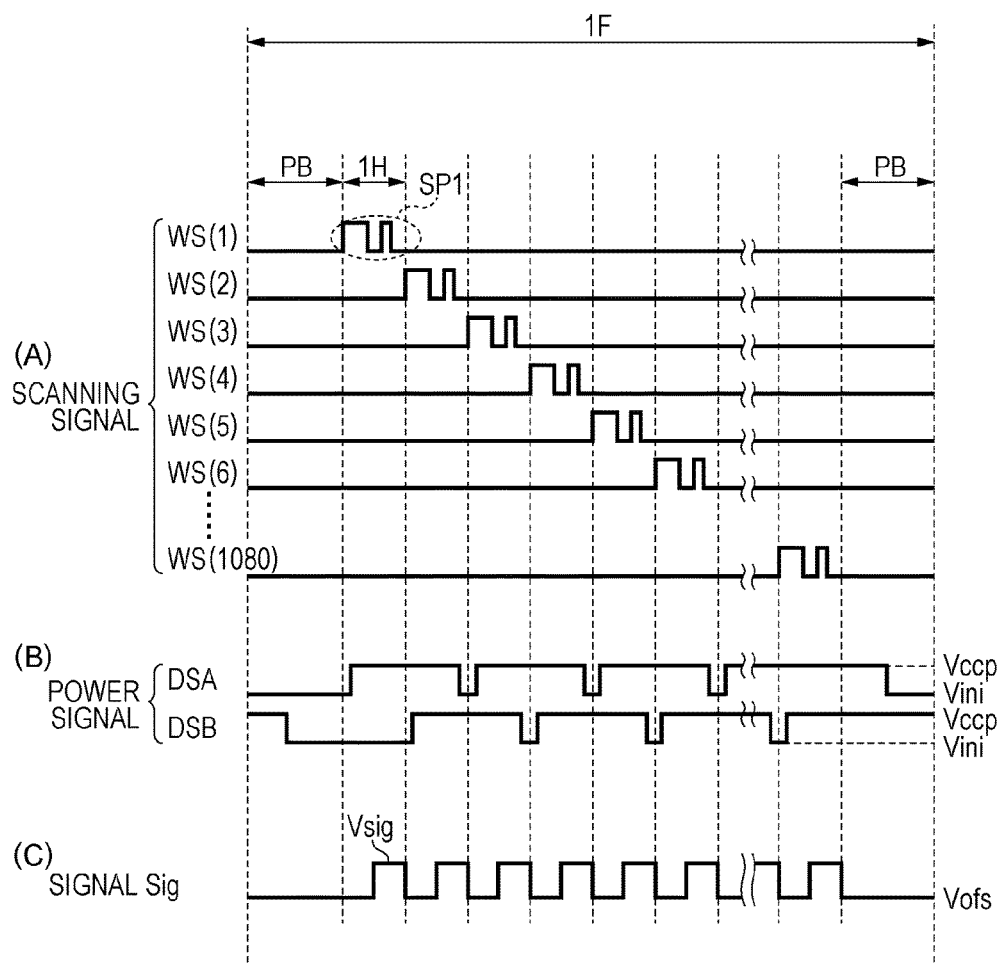 1F
PB
1H
PB
SP1
(A)
SCANNING
SIGNAL
WS(1)
WS(2)
WS(3)
WS(4)
WS(5)
WS(6)
WS(1080)
(B)
POWER
SIGNAL
DSA
Vccp
Vini
DSB
Vccp
Vini
(C)
SIGNAL Sig
Vsig
Vofs